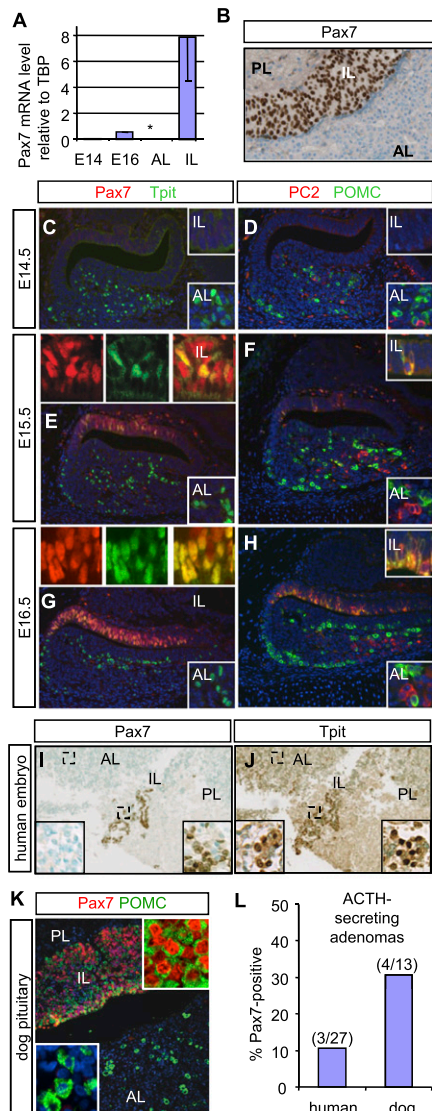 A
Pax7 mRNA level
relative to TBP
8
6
4
2
0
*
E14 E16 AL IL
B
Pax7
PL
IL
AL
Pax7 Tpit
PC2 POMC
E14.5
C
IL
AL
D
IL
AL
E15.5
IL
E
AL
F
IL
AL
E16.5
G
IL
AL
H
IL
AL
human embryo
Pax7
Tpit
I
AL
IL
PL
J
AL
IL
PL
K
Pax7 POMC
dog pituitary
PL
IL
AL
L
ACTH-
secreting
adenomas
% Pax7-positive
50
40
30
20
10
0
(3/27)
(4/13)
human dog